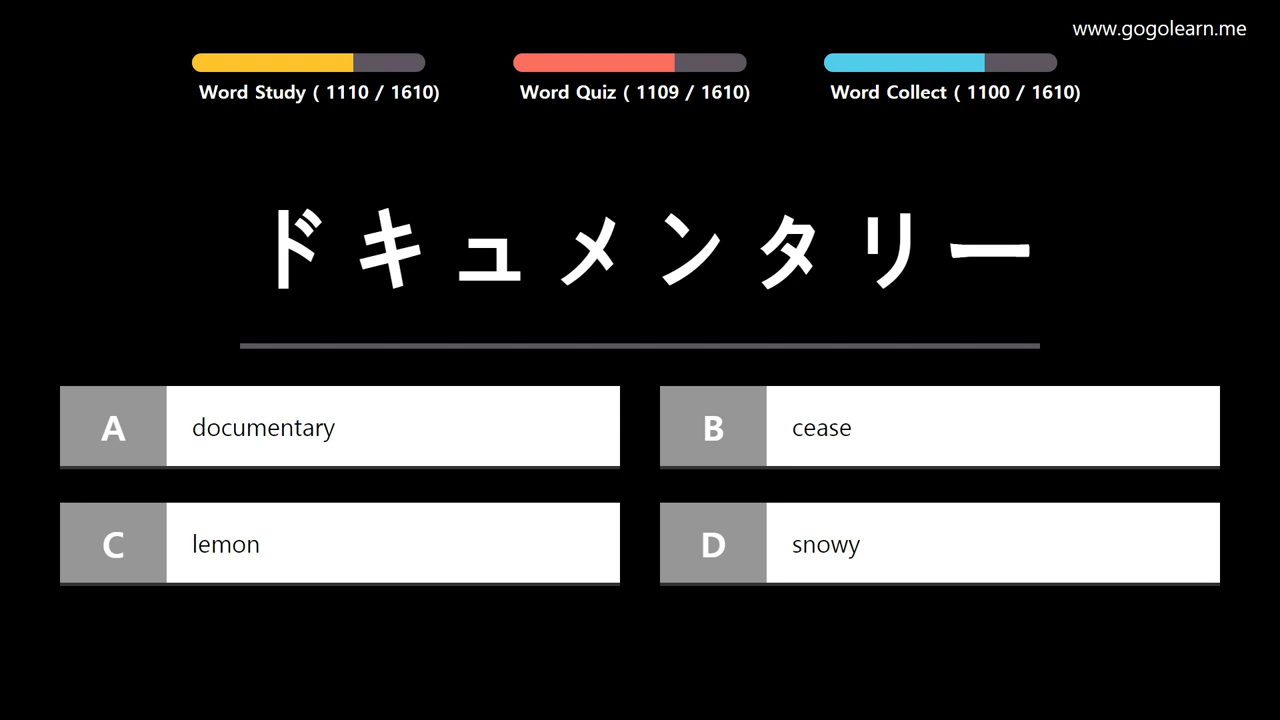 www.gogolearn.me
Word Study ( 1110 / 1610)
Word Quiz ( 1109 / 1610)
Word Collect ( 1100 / 1610)
ドキュメンタリー
A documentary
B cease
C lemon
D snowy